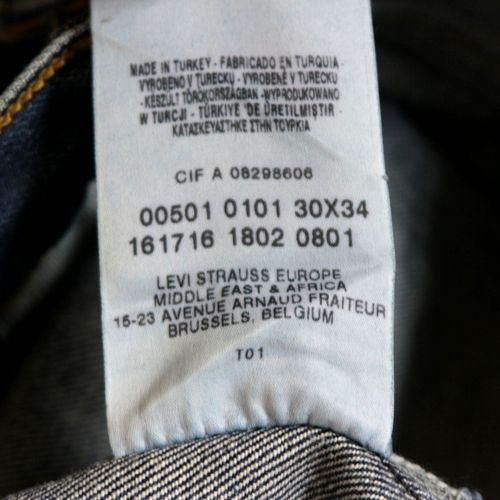 MADE IN TURKEY - FABRICADO EN TURQUIA
VYROBENO V TURECKU - VYROBENÉ V TURECKU
- KÉSZÜLT TÖRÖKORSZÁGBAN - WYPRODUKOWANO
W TURCJI - TÜRKİYE 'DE ÜRETİLMİŞTİR -
ΚΑΤΑΣΚΕΥΑΣΤΗΚΕ ΣΤΗΝ ΤΟΥΡΚΙΑ
CIF A 08298606
00501 0101 30X34
161716 1802 0801
LEVI STRAUSS EUROPE
MIDDLE EAST & AFRICA
15-23 AVENUE ARNAUD FRAITEUR
BRUSSELS, BELGIUM
T01